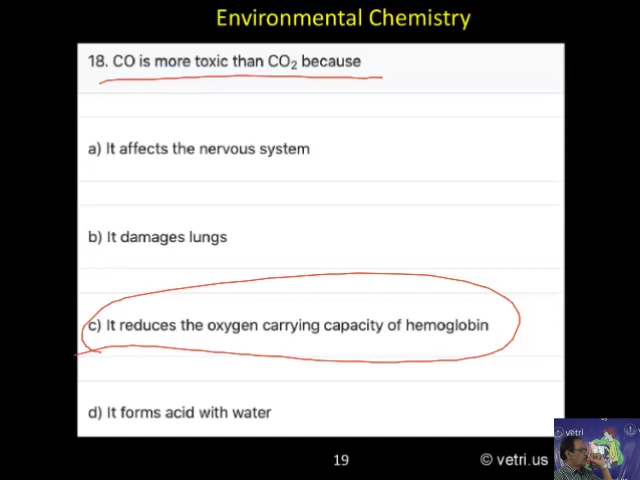 Environmental Chemistry
18. CO is more toxic than CO₂ because
a) It affects the nervous system
b) It damages lungs
c) It reduces the oxygen carrying capacity of hemoglobin
d) It forms acid with water
vetri
19
© vetri.us